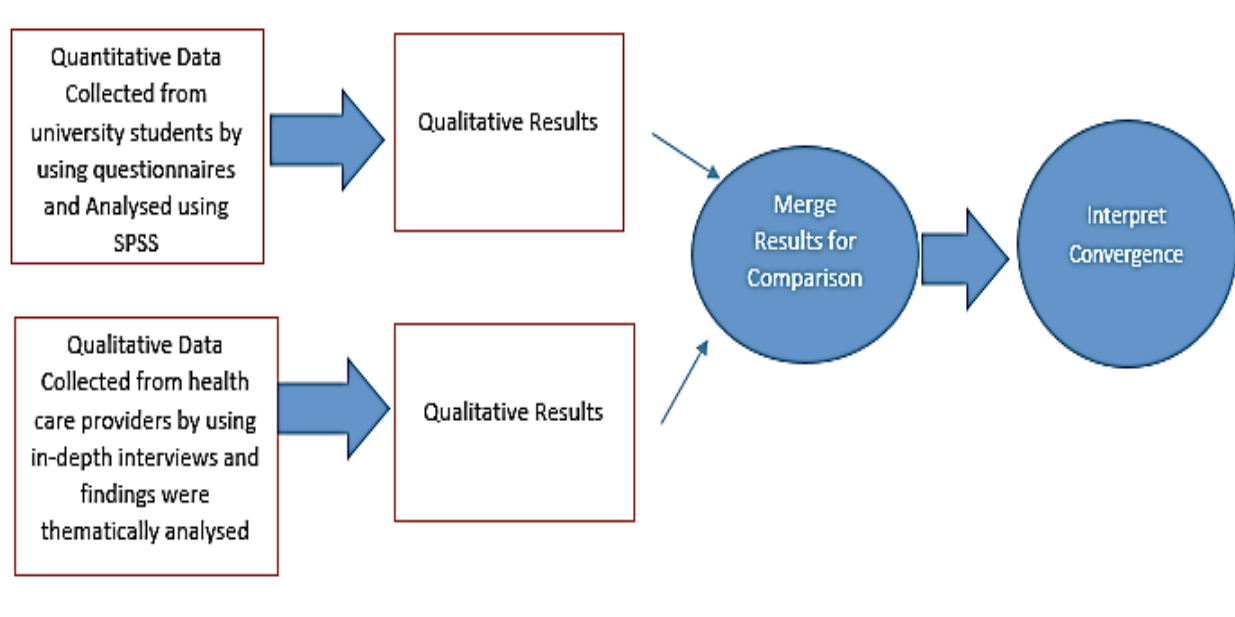 Quantitative Data
Collected from
university students by
using questionnaires
and Analysed using
SPSS
Qualitative Results
Merge
Results for
Comparison
Interpret
Convergence
Qualitative Data
Collected from health
care providers by using
in-depth interviews and
findings were
thematically analysed
Qualitative Results